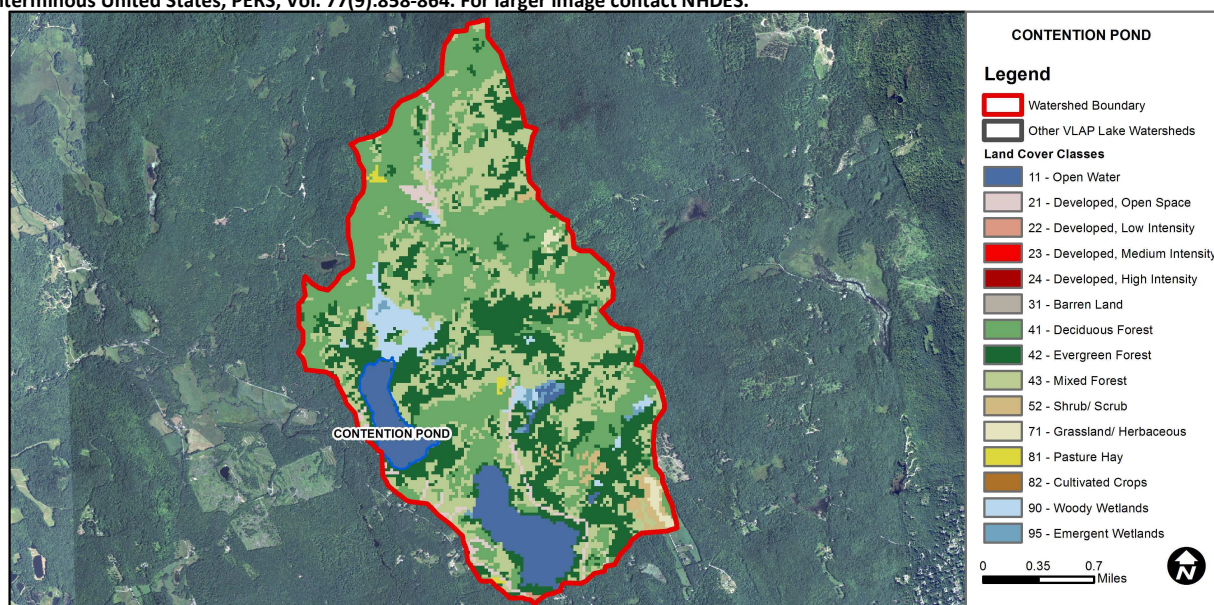 nterminous United States, PERS, Vol. 77(9):858-864. For larger image contact NHDES.
CONTENTION POND
CONTENTION POND
Legend
Watershed Boundary
Other VLAP Lake Watersheds
Land Cover Classes
11 - Open Water
21 - Developed, Open Space
22 - Developed, Low Intensity
23 - Developed, Medium Intensity
24 - Developed, High Intensity
31 - Barren Land
41 - Deciduous Forest
42 - Evergreen Forest
43 - Mixed Forest
52 - Shrub/ Scrub
71 - Grassland/ Herbaceous
81 - Pasture Hay
82 - Cultivated Crops
90 - Woody Wetlands
95 - Emergent Wetlands
0 0.35 0.7
Miles
N